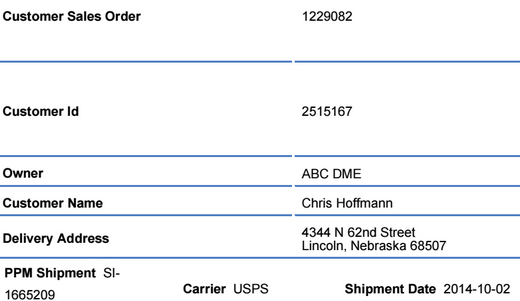 Customer Sales Order 1229082
Customer Id 2515167
Owner ABC DME
Customer Name Chris Hoffmann
Delivery Address 4344 N 62nd Street
Lincoln, Nebraska 68507
PPM Shipment SI-
1665209 Carrier USPS Shipment Date 2014-10-02